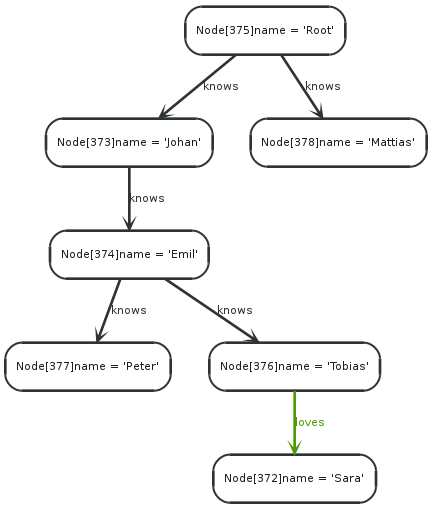 Node[375]name = 'Root'
knows
knows
Node[373]name = 'Johan'
Node[378]name = 'Mattias'
knows
Node[374]name = 'Emil'
knows
knows
Node[377]name = 'Peter'
Node[376]name = 'Tobias'
loves
Node[372]name = 'Sara'